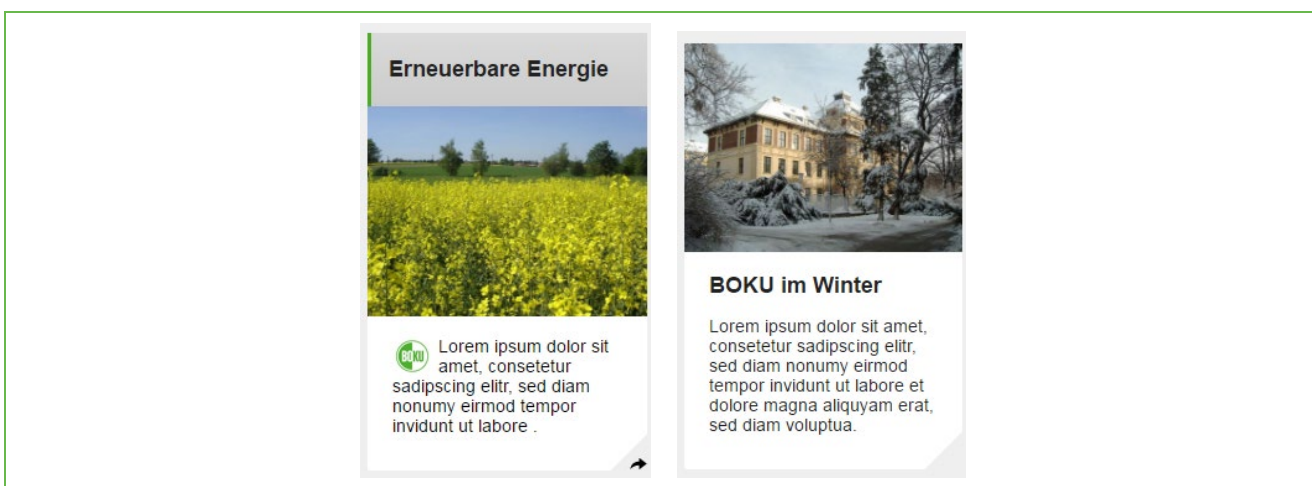 Erneuerbare Energie
BOKU
Lorem ipsum dolor sit
amet, consetetur
sadipscing elitr, sed diam
nonumy eirmod tempor
invidunt ut labore .
BOKU im Winter
Lorem ipsum dolor sit amet,
consetetur sadipscing elitr,
sed diam nonumy eirmod
tempor invidunt ut labore et
dolore magna aliquyam erat,
sed diam voluptua.